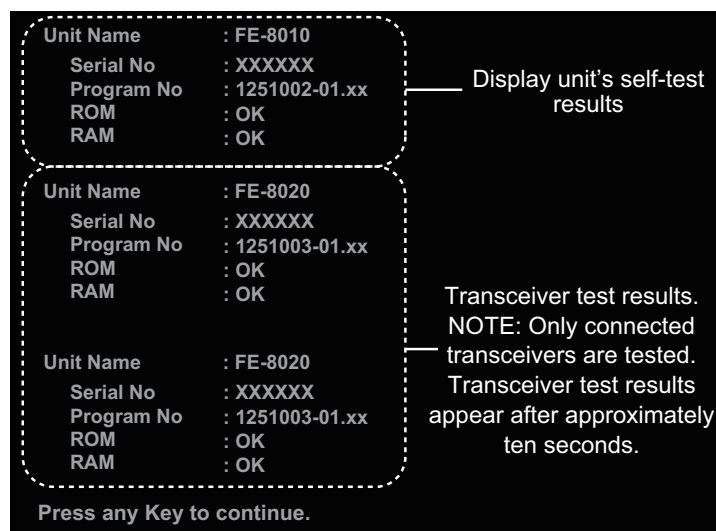 Unit Name : FE-8010
Serial No : XXXXXX
Program No : 1251002-01.xx
ROM : OK
RAM : OK
Display unit's self-test
results
Unit Name : FE-8020
Serial No : XXXXXX
Program No : 1251003-01.xx
ROM : OK
RAM : OK
Unit Name : FE-8020
Serial No : XXXXXX
Program No : 1251003-01.xx
ROM : OK
RAM : OK
Transceiver test results.
NOTE: Only connected
transceivers are tested.
Transceiver test results
appear after approximately
ten seconds.
Press any Key to continue.